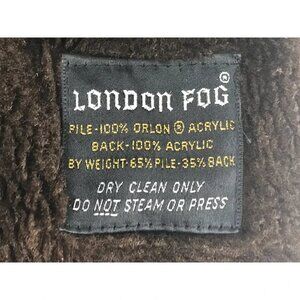 LONDON FOG ®
PILE-100% ORLON ® ACRYLIC
BACK-100% ACRYLIC
BY WEIGHT-65% PILE-35% BACK
DRY CLEAN ONLY
DO NOT STEAM OR PRESS